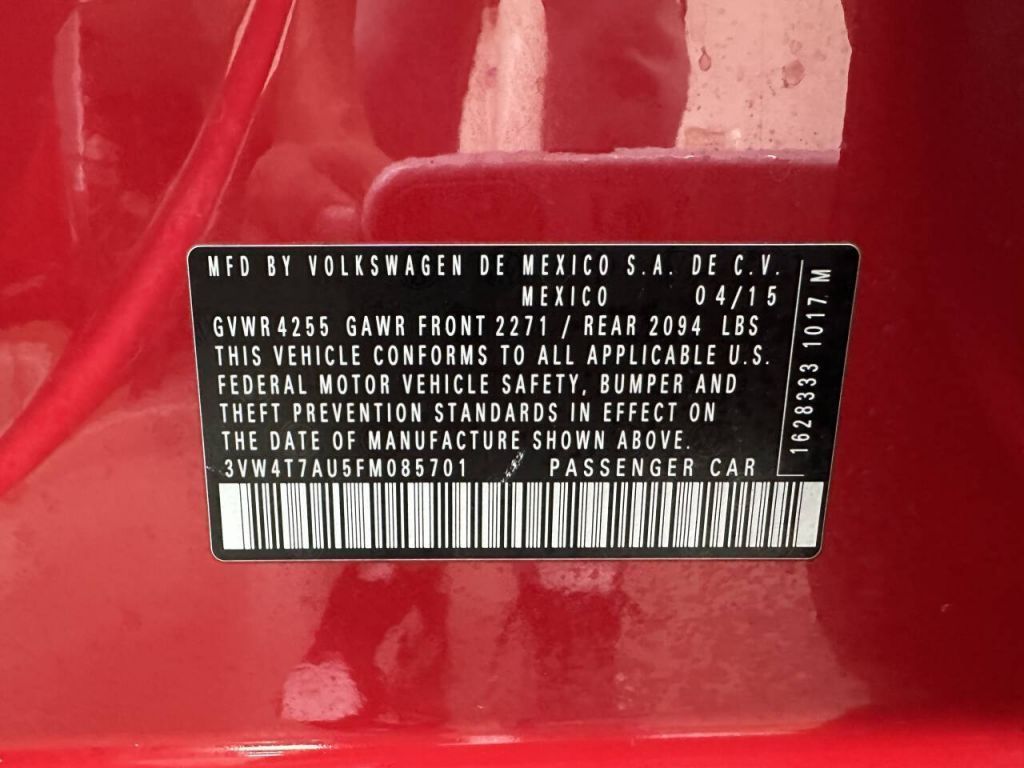 MFD BY VOLKSWAGEN DE MEXICO S.A. DE C.V.
MEXICO 04/15
GVWR 4255 GAWR FRONT 2271 / REAR 2094 LBS
THIS VEHICLE CONFORMS TO ALL APPLICABLE U.S.
FEDERAL MOTOR VEHICLE SAFETY, BUMPER AND
THEFT PREVENTION STANDARDS IN EFFECT ON
THE DATE OF MANUFACTURE SHOWN ABOVE.
3VW4T7AU5FM085701 PASSENGER CAR
1628333 1017 M